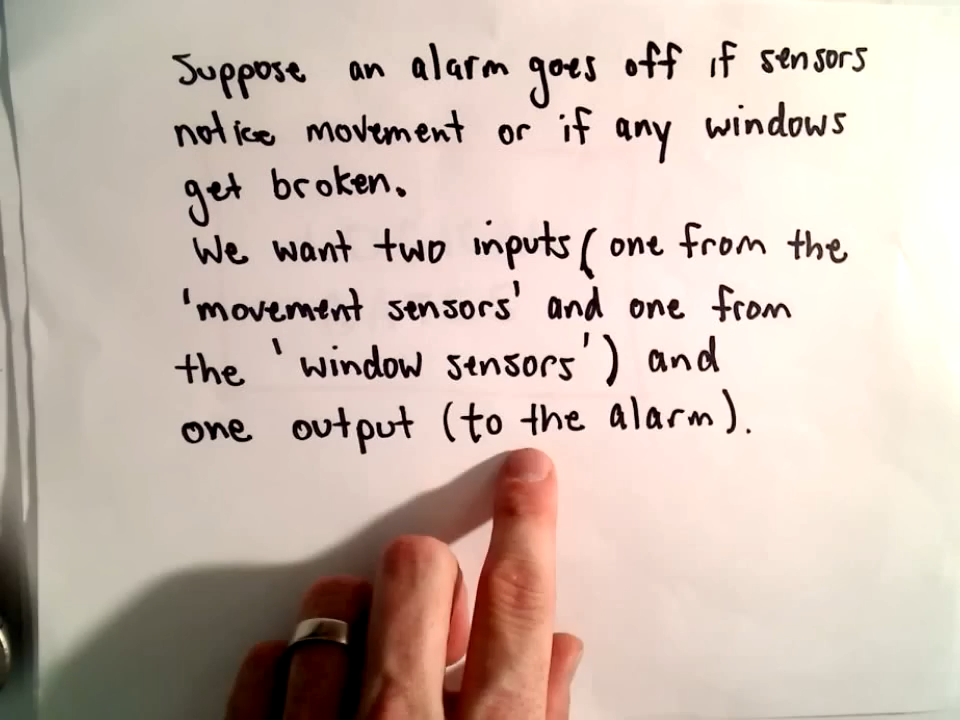 Suppose an alarm goes off if sensors
notice movement or if any windows
get broken.
We want two inputs (one from the
'movement sensors' and one from
the 'window sensors') and
one output (to the alarm).